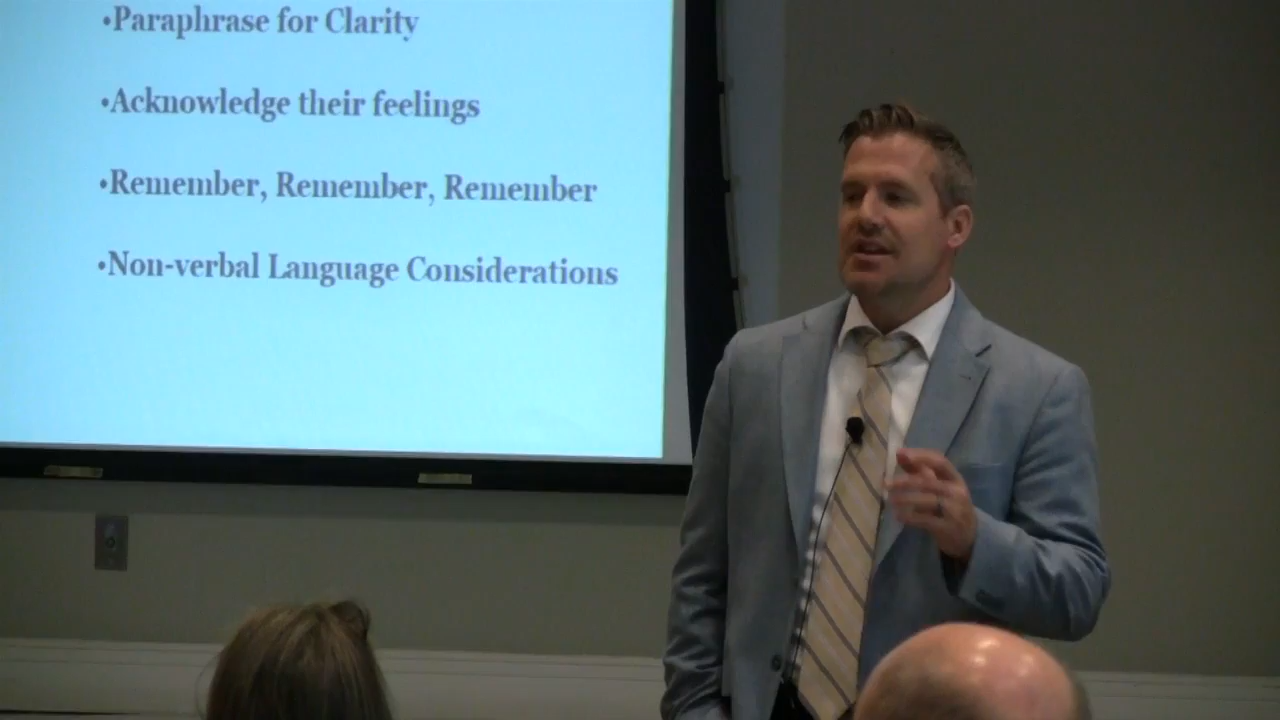 •Paraphrase for Clarity
•Acknowledge their feelings
•Remember, Remember, Remember
•Non-verbal Language Considerations